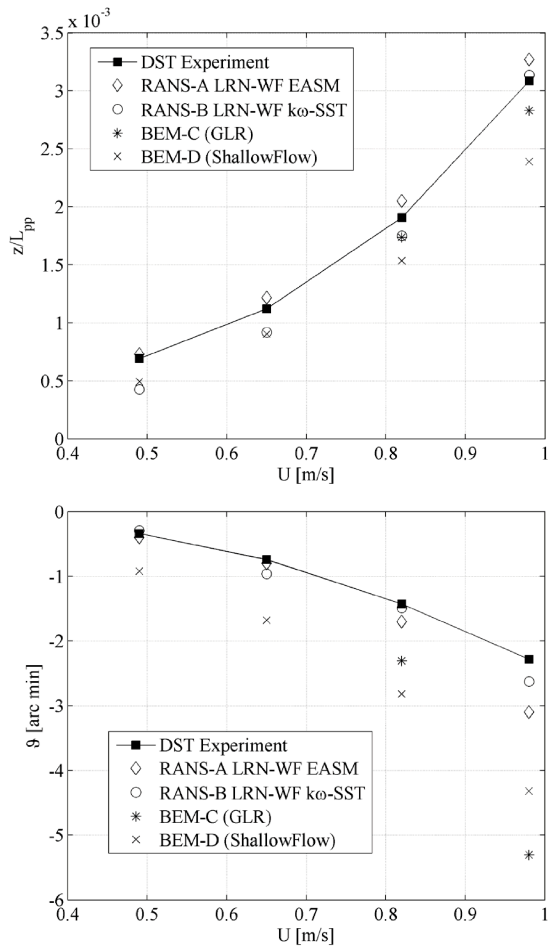 x 10⁻³
3.5
3
2.5
2
1.5
1
0.5
0
z/Lₚₚ
DST Experiment
RANS-A LRN-WF EASM
RANS-B LRN-WF kω-SST
BEM-C (GLR)
BEM-D (ShallowFlow)
0.4 0.5 0.6 0.7 0.8 0.9 1
U [m/s]
0
-1
-2
-3
-4
-5
-6
ϑ [arc min]
DST Experiment
RANS-A LRN-WF EASM
RANS-B LRN-WF kω-SST
BEM-C (GLR)
BEM-D (ShallowFlow)
0.4 0.5 0.6 0.7 0.8 0.9 1
U [m/s]